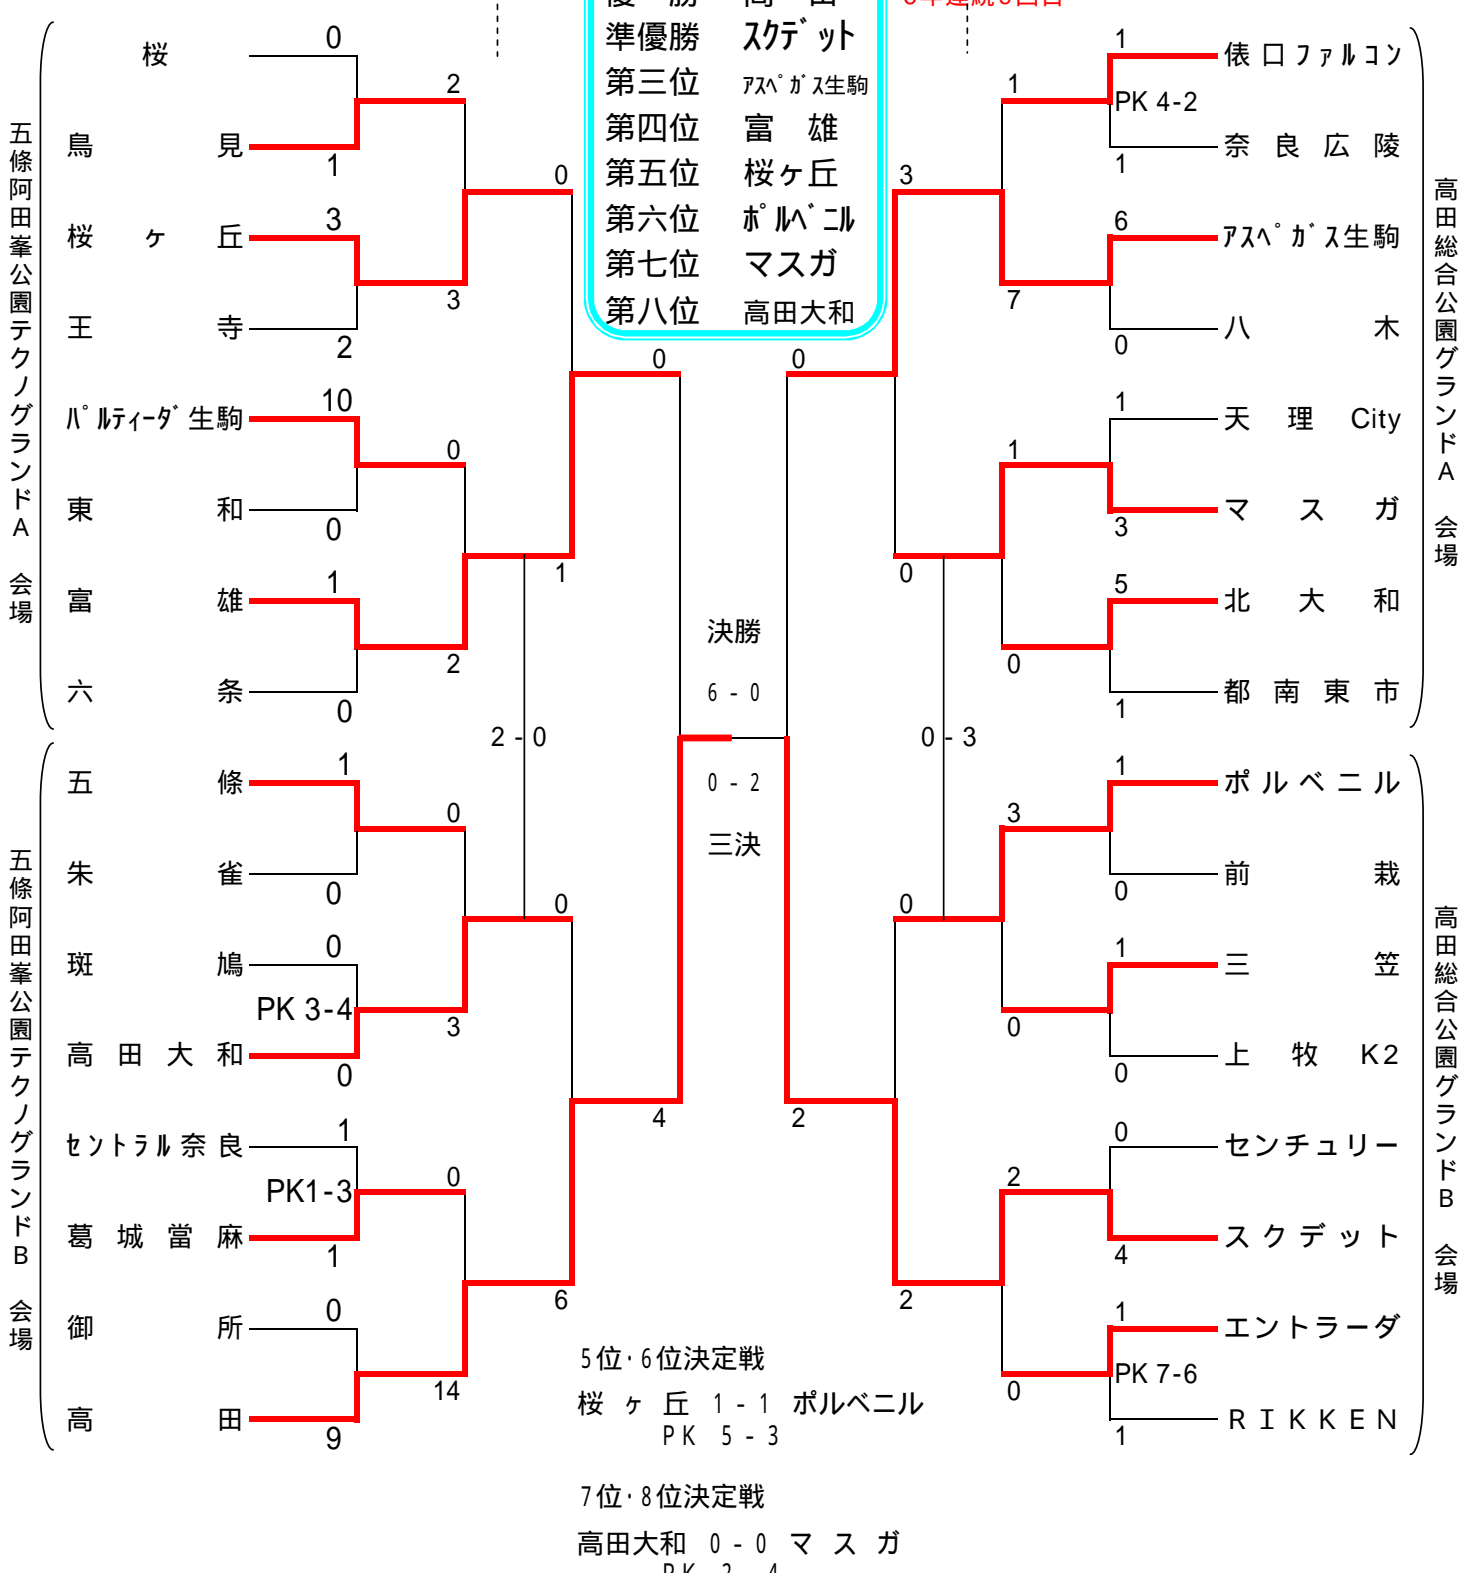 準優勝 スクデット
第三位 アスペガス生駒
第四位 富 雄
第五位 桜ヶ丘
第六位 ポルベニル
第七位 マスガ
第八位 高田大和
五條阿田峯公園テクノグランドA 会場
桜 0
2
鳥 見 1
0
桜 ヶ 丘 3
3
王 寺 2
0
パルティーダ生駒 10
0
東 和 0
1
富 雄 1
2
六 条 0
2-0
五條阿田峯公園テクノグランドB 会場
五 條 1
0
朱 雀 0
0
斑 鳩 0
PK 3-4
3
高 田 大 和 0
4
セントラル奈良 1
PK1-3
0
葛 城 當 麻 1
6
御 所 0
14
高 田 9
決勝
6 - 0
0 - 2
三決
高田総合公園グランドA 会場
1 俵口ファルコン
1
PK 4-2
1 奈 良 広 陵
3
6 アスペガス生駒
7
0 八 木
0
1 天 理 City
1
3 マ ス ガ
0
5 北 大 和
0
1 都 南 東 市
0-3
高田総合公園グランドB 会場
1 ポルベニル
3
0 前 栽
0
1 三 笠
0
0 上 牧 K2
2
0 センチュリー
2
4 スクデット
2
1 エントラーダ
PK 7-6
0
1 RIKKEN
5位・6位決定戦
桜 ヶ 丘 1 - 1 ポルベニル
PK 5 - 3
7位・8位決定戦
高田大和 0 - 0 マ ス ガ